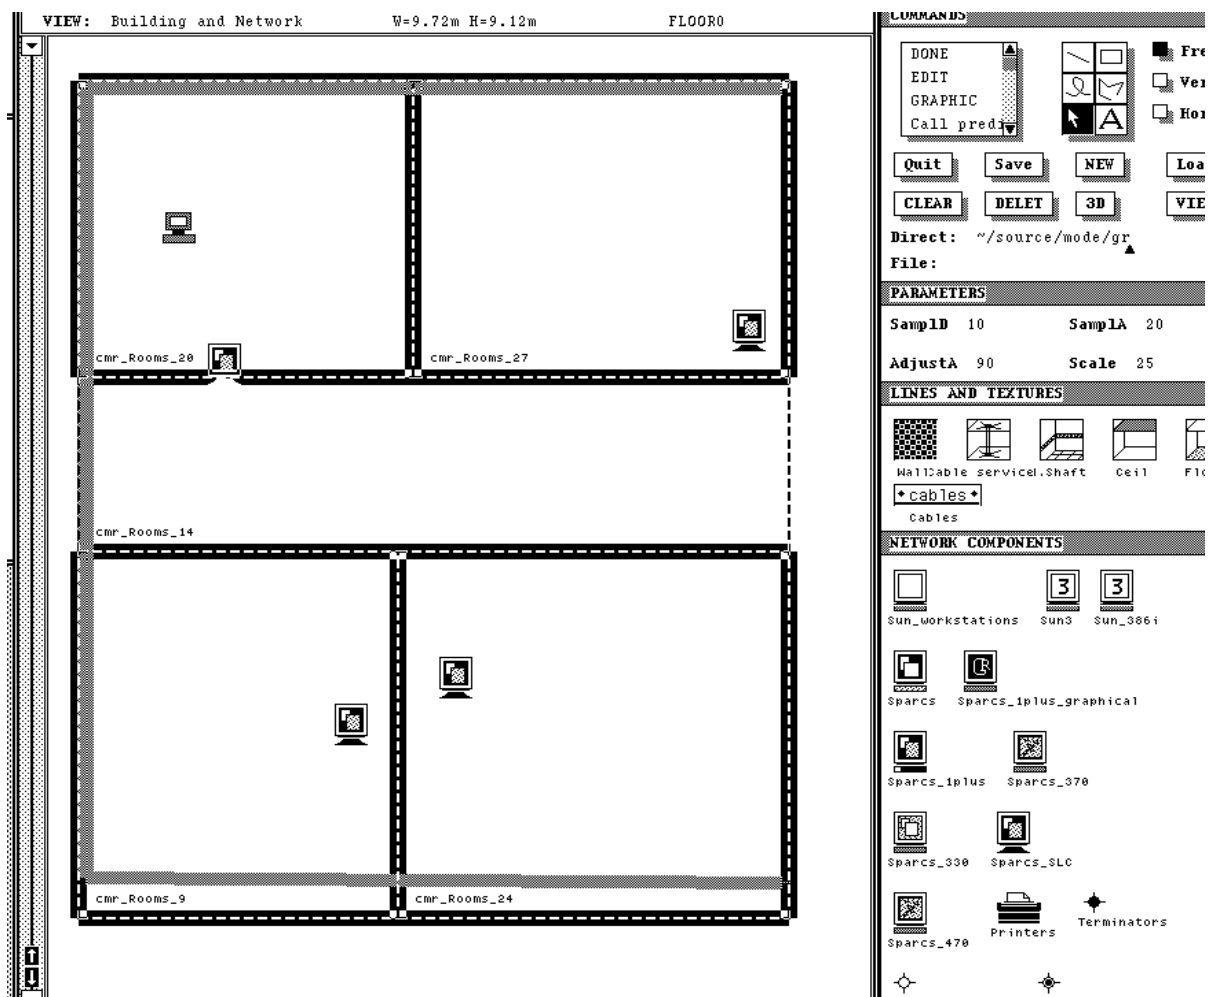 VIEW: Building and Network W=9.72m H=9.12m FLOOR0
COMMANDS
DONE
EDIT
GRAPHIC
Call predi
Fre
Ver
Hor
Quit Save NEW Loa
CLEAR DELET 3D VIE
Direct: ~/source/mode/gr
File:
PARAMETERS
SamplD 10 SamplA 20
AdjustA 90 Scale 25
LINES AND TEXTURES
Wall Cable service I.Shaft Ceil Flo
cables
Cables
NETWORK COMPONENTS
3 3
Sun_workstations Sun3 Sun_386i
Sparcs Sparcs_1plus_graphical
Sparcs_1plus Sparcs_370
Sparcs_330 Sparcs_SLC
Sparcs_470 Printers Terminators
cmr_Rooms_20 cmr_Rooms_27
cmr_Rooms_14
cmr_Rooms_9 cmr_Rooms_24
A